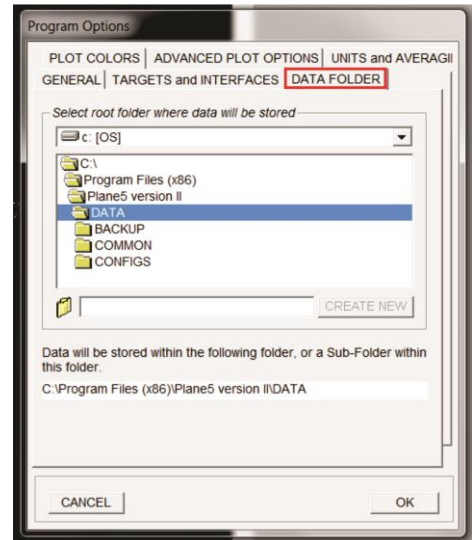 Program Options
PLOT COLORS ADVANCED PLOT OPTIONS UNITS and AVERAGII
GENERAL TARGETS and INTERFACES DATA FOLDER
Select root folder where data will be stored
c: [OS]
C:\
Program Files (x86)
Plane5 version II
DATA
BACKUP
COMMON
CONFIGS
CREATE NEW
Data will be stored within the following folder, or a Sub-Folder within
this folder.
C:\Program Files (x86)\Plane5 version II\DATA
CANCEL OK